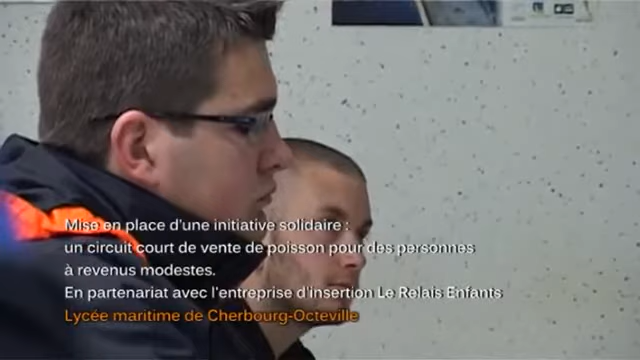 Mise en place d'une initiative solidaire :
un circuit court de vente de poisson pour des personnes
à revenus modestes.
En partenariat avec l'entreprise d'insertion Le Relais Enfants
Lycée maritime de Cherbourg-Octeville